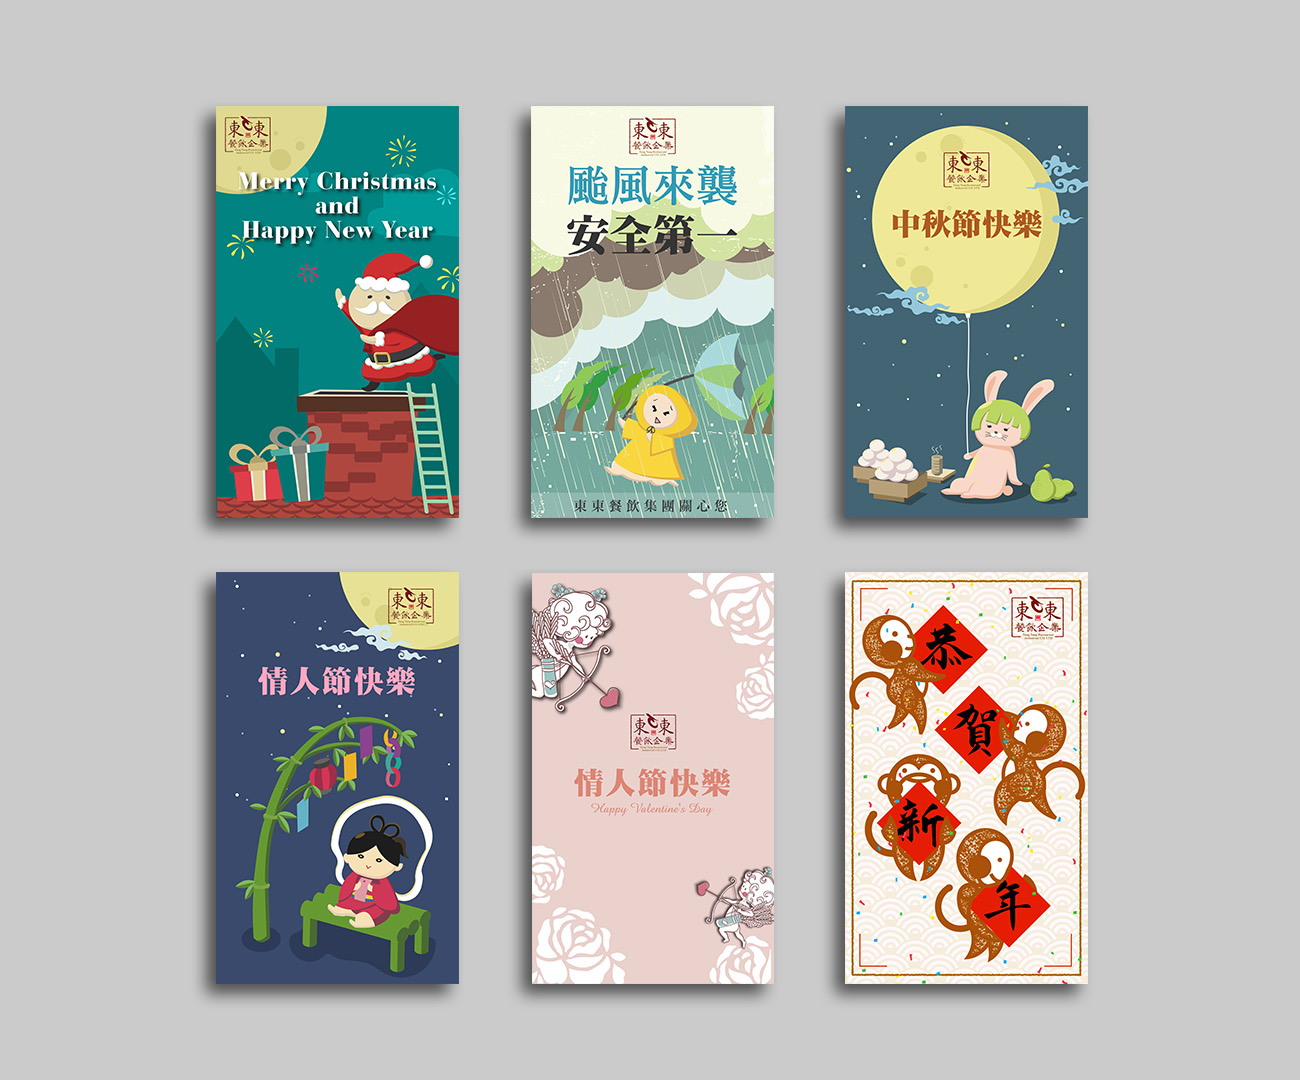 東東
餐飲企業
Merry Christmas
and
Happy New Year
東東
餐飲企業
颱風來襲
安全第一
東東餐飲集團關心您
東東
餐飲企業
中秋節快樂
東東
餐飲企業
情人節快樂
東東
餐飲企業
情人節快樂
Happy Valentine's Day
東東
餐飲企業
恭
賀
新
年